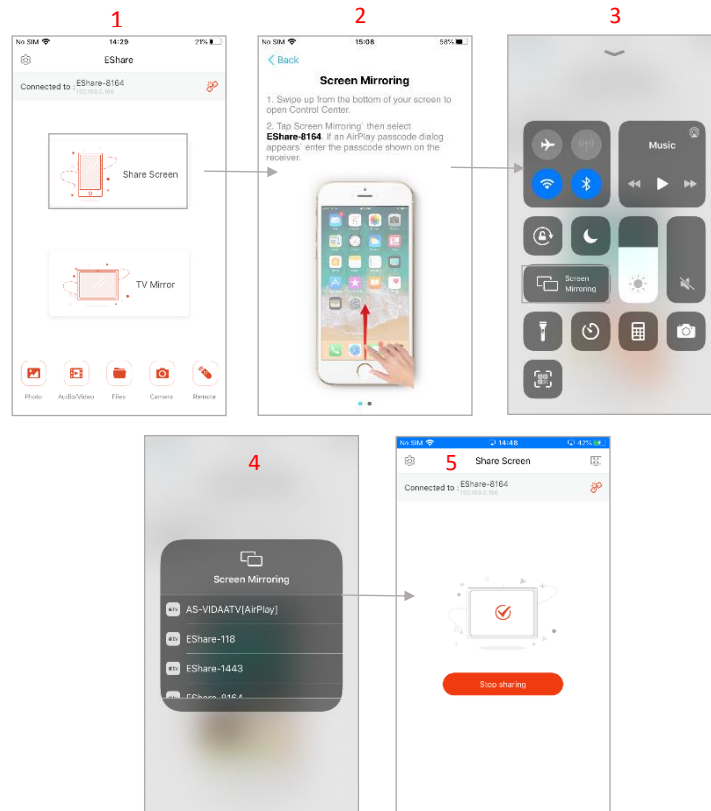 1
No SIM 14:29 21%
EShare
Connected to : EShare-8164
Share Screen
TV Mirror
Photo Audio/Video Files Camera Remote
2
No SIM 15:08 58%
Back
Screen Mirroring
1. Swipe up from the bottom of your screen to
open Control Center.
2. Tap Screen Mirroring` then select
EShare-8164. If an AirPlay passcode dialog
appears` enter the passcode shown on the
receiver.
3
Music
Screen
Mirroring
4
Screen Mirroring
AS-VIDAATV[AirPlay]
EShare-118
EShare-1443
EShare-8164
5
No SIM 14:48 42%
Share Screen
Connected to : EShare-8164
Stop sharing